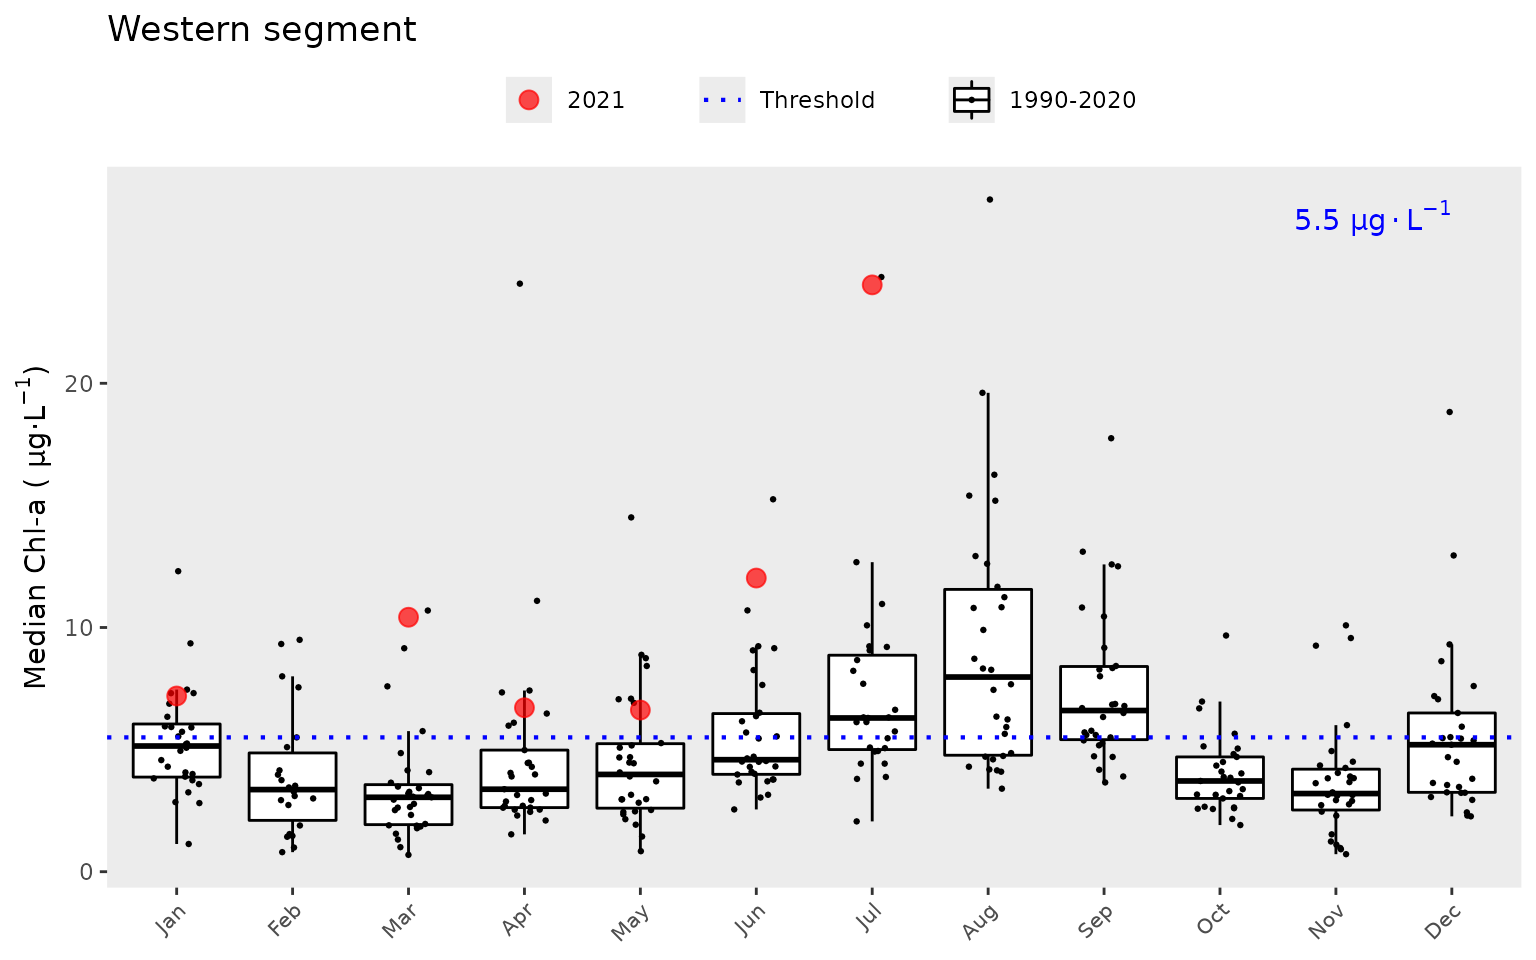 Western segment
2021
Threshold
1990-2020
5.5 µg·L⁻¹
Median Chl-a ( µg·L⁻¹)
20
10
0
Jan
Feb
Mar
Apr
May
Jun
Jul
Aug
Sep
Oct
Nov
Dec